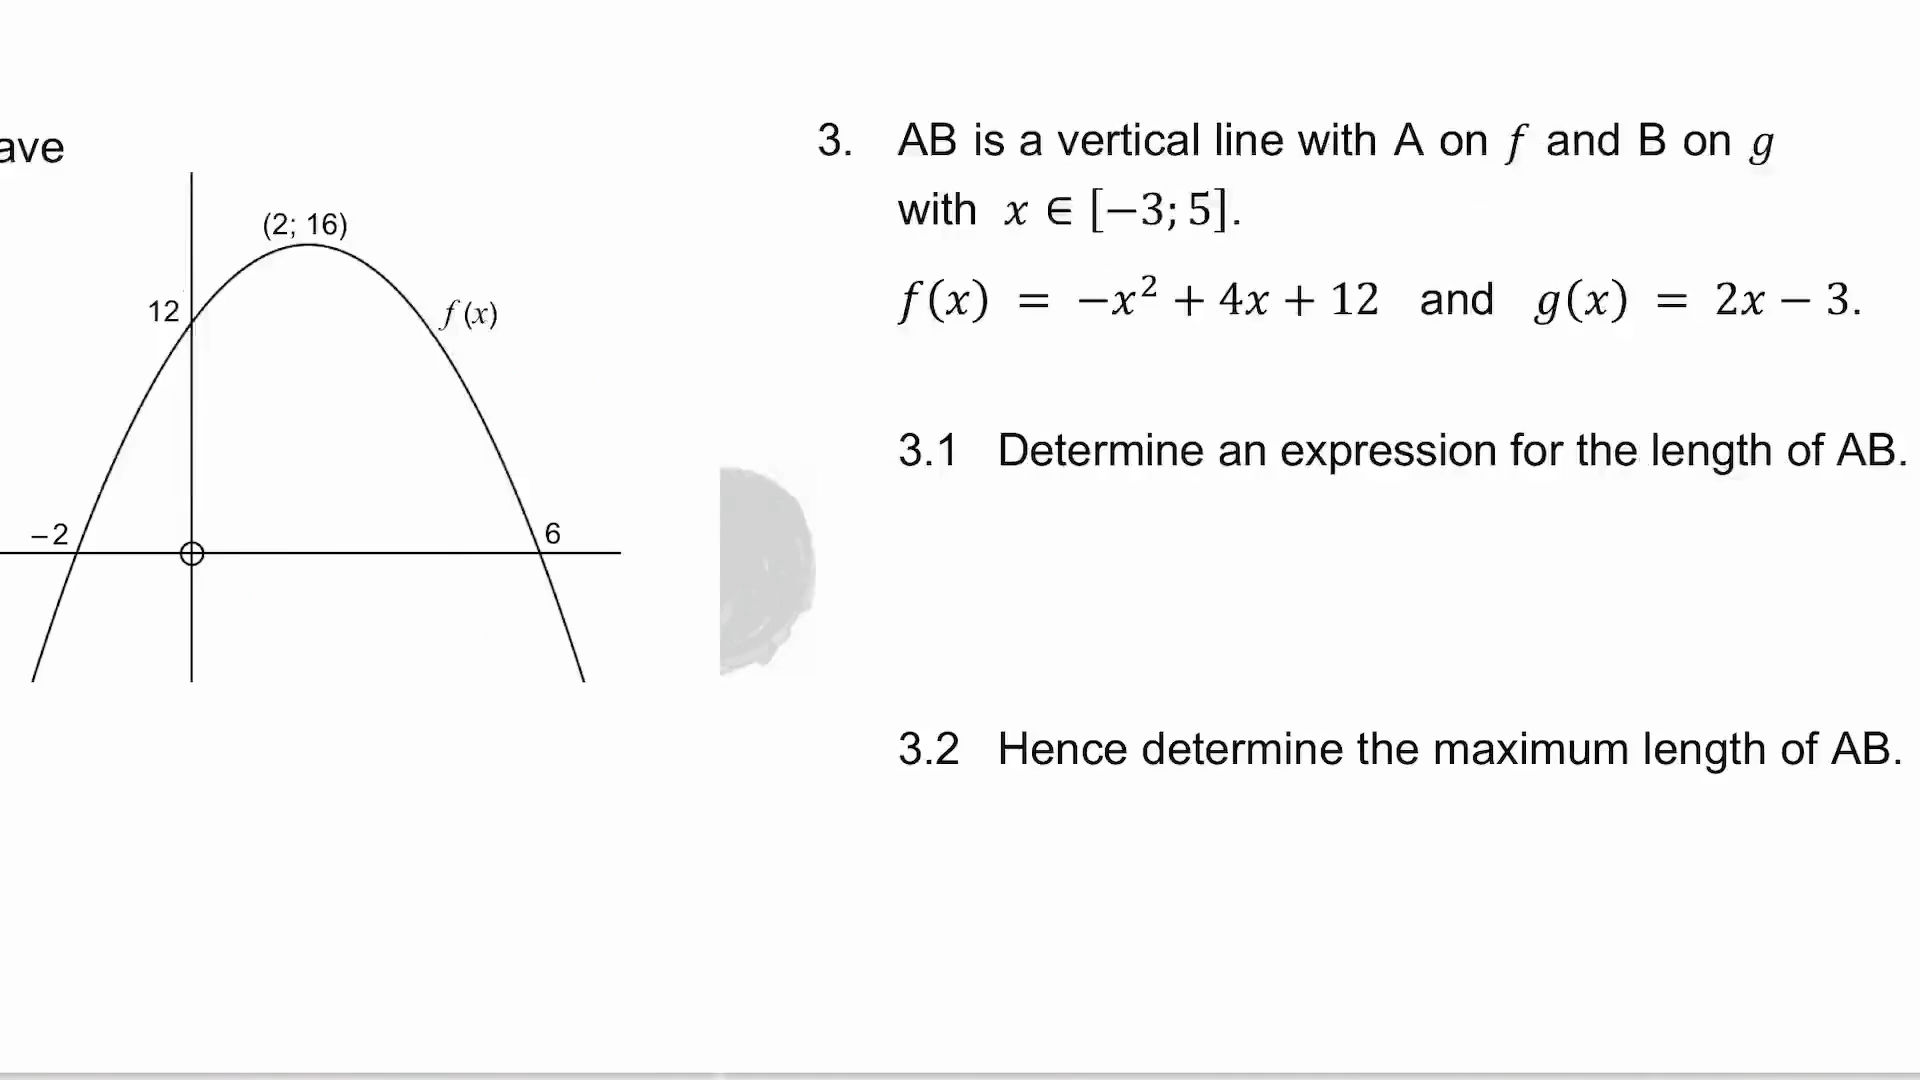 ave
(2; 16)
12
f(x)
−2
6
3. AB is a vertical line with A on f and B on g
with x ∈ [−3; 5].
f(x) = −x² + 4x + 12 and g(x) = 2x − 3.
3.1 Determine an expression for the length of AB.
3.2 Hence determine the maximum length of AB.